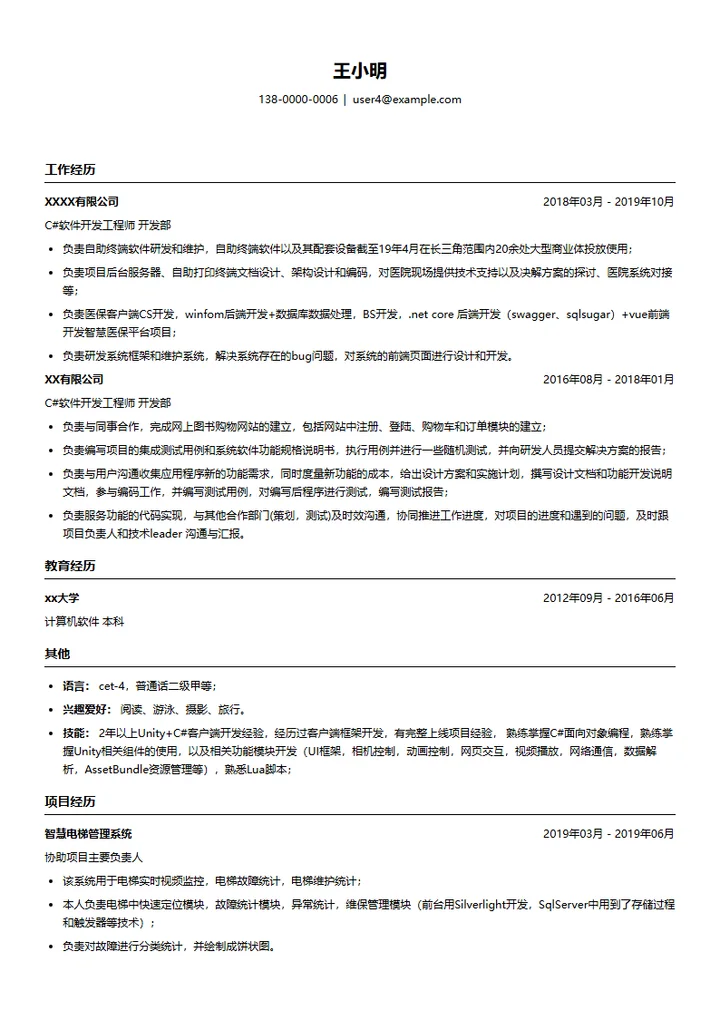 王小明
138-0000-0006 | user4@example.com
工作经历
XXXX有限公司 2018年03月 - 2019年10月
C#软件开发工程师 开发部
• 负责自助终端软件研发和维护，自助终端软件以及其配套设备截至19年4月在长三角范围内20余处大型商业体投放使用；
• 负责项目后台服务器、自助打印终端文档设计、架构设计和编码，对医院现场提供技术支持以及决解方案的探讨、医院系统对接
等；
• 负责医保客户端CS开发，winfom后端开发+数据库数据处理，BS开发，.net core 后端开发（swagger、sqlsugar）+vue前端
开发智慧医保平台项目；
• 负责研发系统框架和维护系统，解决系统存在的bug问题，对系统的前端页面进行设计和开发。
XX有限公司 2016年08月 - 2018年01月
C#软件开发工程师 开发部
• 负责与同事合作，完成网上图书购物网站的建立，包括网站中注册、登陆、购物车和订单模块的建立；
• 负责编写项目的集成测试用例和系统软件功能规格说明书，执行用例并进行一些随机测试，并向研发人员提交解决方案的报告；
• 负责与用户沟通收集应用程序新的功能需求，同时度量新功能的成本，给出设计方案和实施计划，撰写设计文档和功能开发说明
文档，参与编码工作，并编写测试用例，对编写后程序进行测试，编写测试报告；
• 负责服务功能的代码实现，与其他合作部门(策划，测试)及时效沟通，协同推进工作进度，对项目的进度和遇到的问题，及时跟
项目负责人和技术leader 沟通与汇报。
教育经历
xx大学 2012年09月 - 2016年06月
计算机软件 本科
其他
• 语言： cet-4，普通话二级甲等；
• 兴趣爱好： 阅读、游泳、摄影、旅行。
• 技能： 2年以上Unity+C#客户端开发经验，经历过客户端框架开发，有完整上线项目经验， 熟练掌握C#面向对象编程，熟练掌
握Unity相关组件的使用，以及相关功能模块开发（UI框架，相机控制，动画控制，网页交互，视频播放，网络通信，数据解
析，AssetBundle资源管理等），熟悉Lua脚本；
项目经历
智慧电梯管理系统 2019年03月 - 2019年06月
协助项目主要负责人
• 该系统用于电梯实时视频监控，电梯故障统计，电梯维护统计；
• 本人负责电梯中快速定位模块，故障统计模块，异常统计，维保管理模块（前台用Silverlight开发，SqlServer中用到了存储过程
和触发器等技术）；
• 负责对故障进行分类统计，并绘制成饼状图。